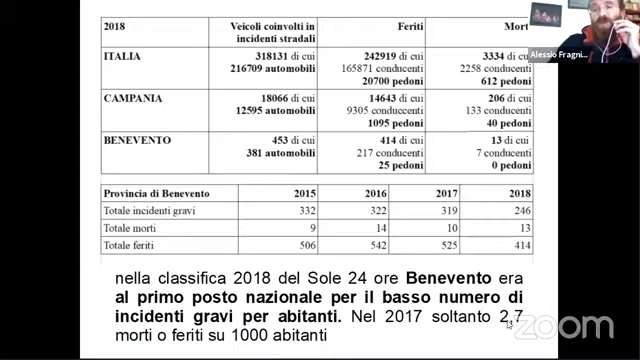 2018 Veicoli coinvolti in incidenti stradali Feriti Mort
ITALIA 318131 di cui 242919 di cui 3334 di cui
216709 automobili 165871 conducenti 2258 conducenti
20700 pedoni 612 pedoni
CAMPANIA 18066 di cui 14643 di cui 206 di cui
12595 automobili 9305 conduccenti 133 conducenti
1095 pedoni 40 pedoni
BENEVENTO 453 di cui 414 di cui 13 di cui
381 automobili 217 conducenti 7 conducenti
25 pedoni 0 pedoni
Provincia di Benevento 2015 2016 2017 2018
Totale incidenti gravi 332 322 319 246
Totale morti 9 14 10 13
Totale feriti 506 542 525 414
nella classifica 2018 del Sole 24 ore Benevento era
al primo posto nazionale per il basso numero di
incidenti gravi per abitanti. Nel 2017 soltanto 2,7
morti o feriti su 1000 abitanti
Alessio Fragni...
zoom